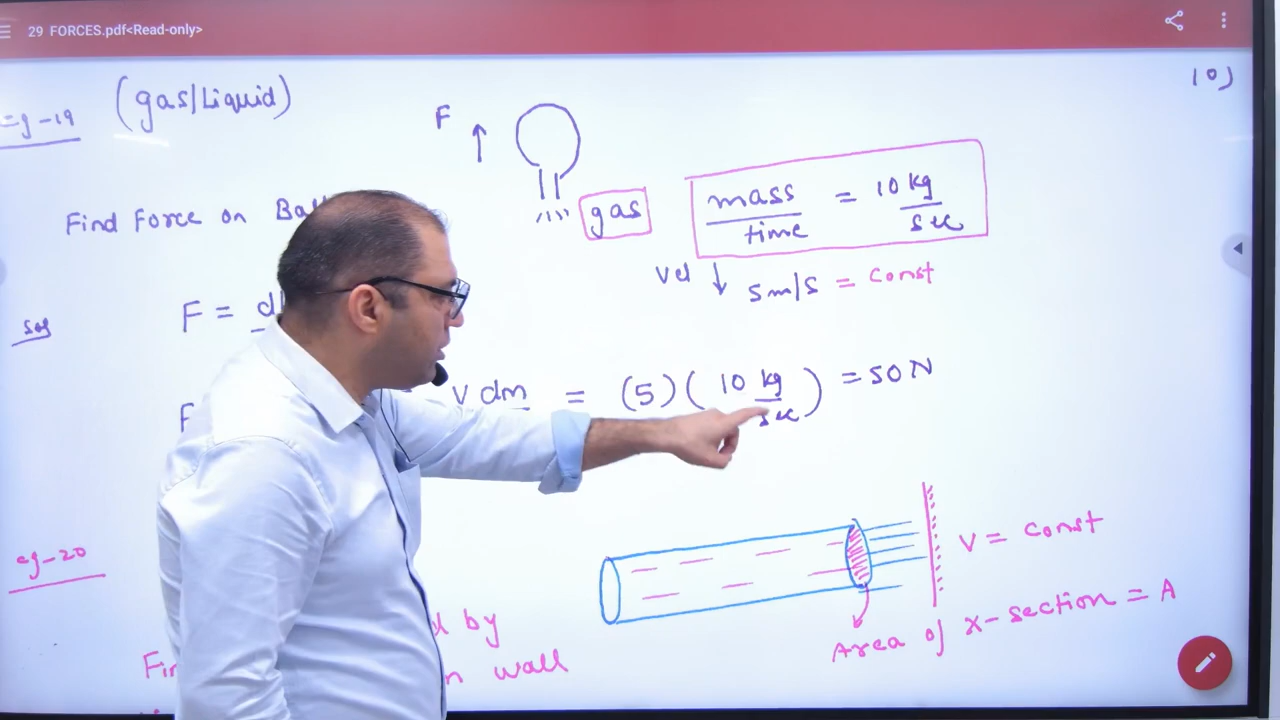 29 FORCES.pdf<Read-only>
10)
eg-19 (gas/Liquid)
F
gas
mass/time = 10 kg/sec
Find Force on
Vel ↓ 5m/s = const
Sol
F =
v dm = (5)(10 kg/sec) = 50 N
F
eg-20
V = const
Area of x-section = A
by
wall